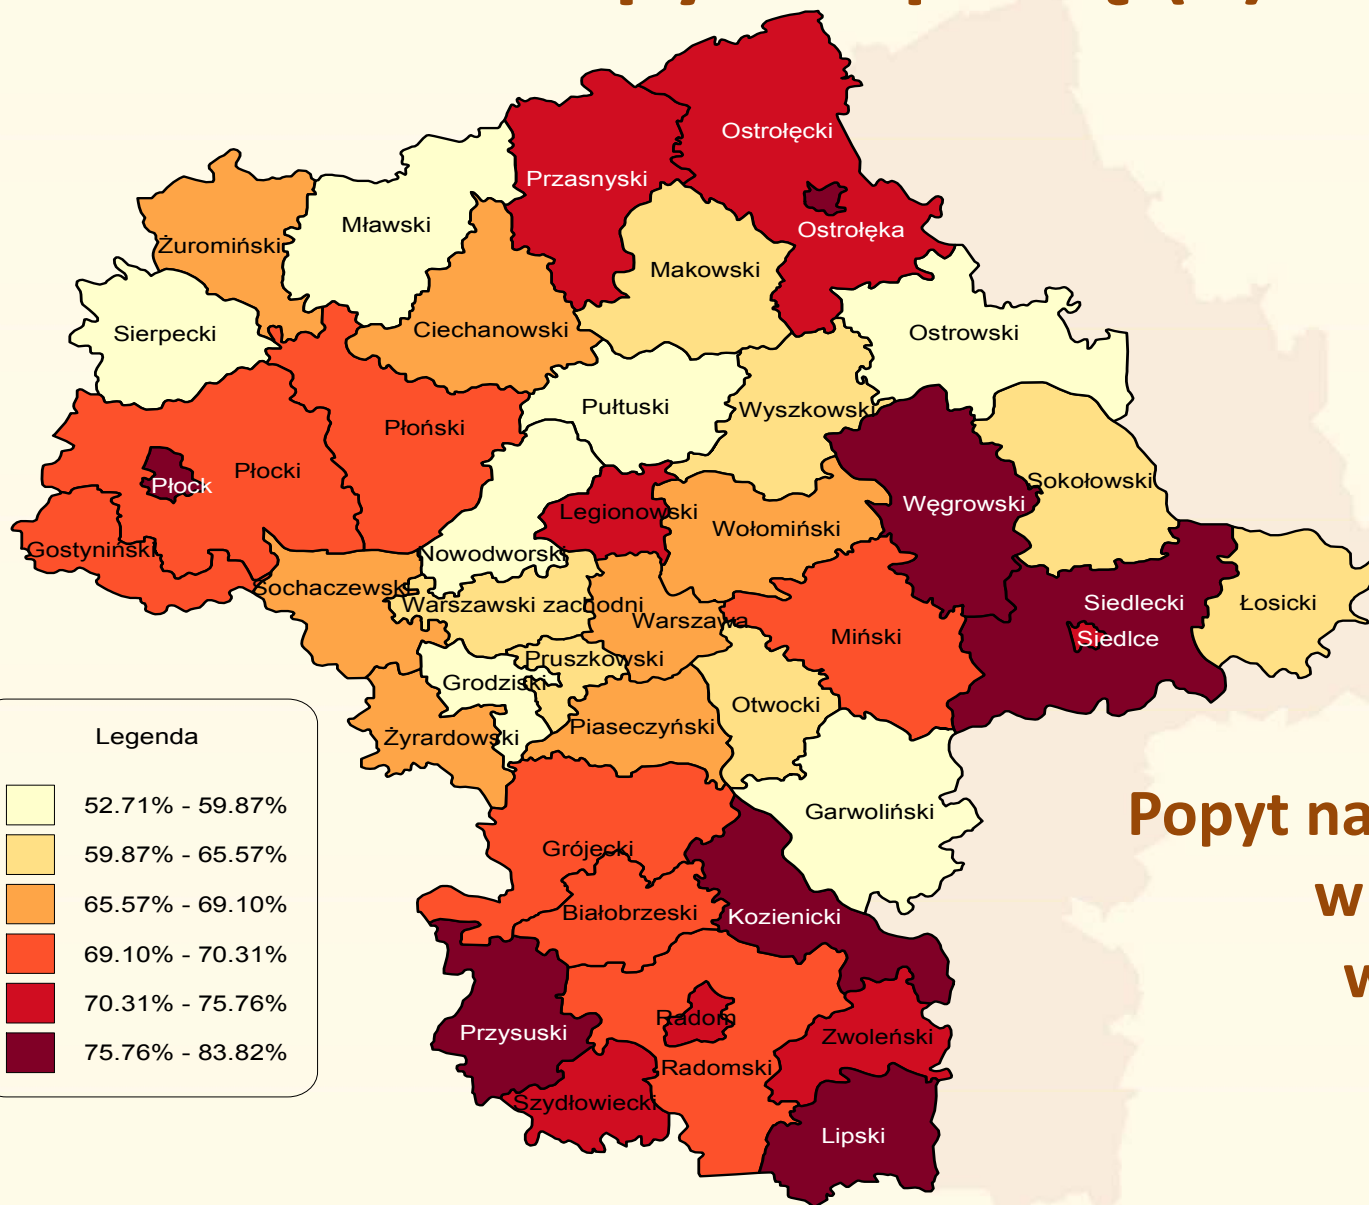 Ostrołęcki
Przasnyski
Mławski
Ostrołęka
Żuromiński
Makowski
Sierpecki
Ciechanowski
Ostrowski
Pułtuski
Wyszkowski
Płoński
Płocki
Płock
Sokołowski
Węgrowski
Legionowski
Wołomiński
Gostyniński
Nowodworski
Sochaczewski
Warszawski zachodni
Warszawa
Siedlecki
Łosicki
Miński
Siedlce
Pruszkowski
Grodziski
Otwocki
Piaseczyński
Żyrardowski
Legenda
52.71% - 59.87%
59.87% - 65.57%
65.57% - 69.10%
69.10% - 70.31%
70.31% - 75.76%
75.76% - 83.82%
Garwoliński
Popyt na
w
w
Grójecki
Białobrzeski
Kozienicki
Radom
Przysuski
Zwoleński
Radomski
Szydłowiecki
Lipski